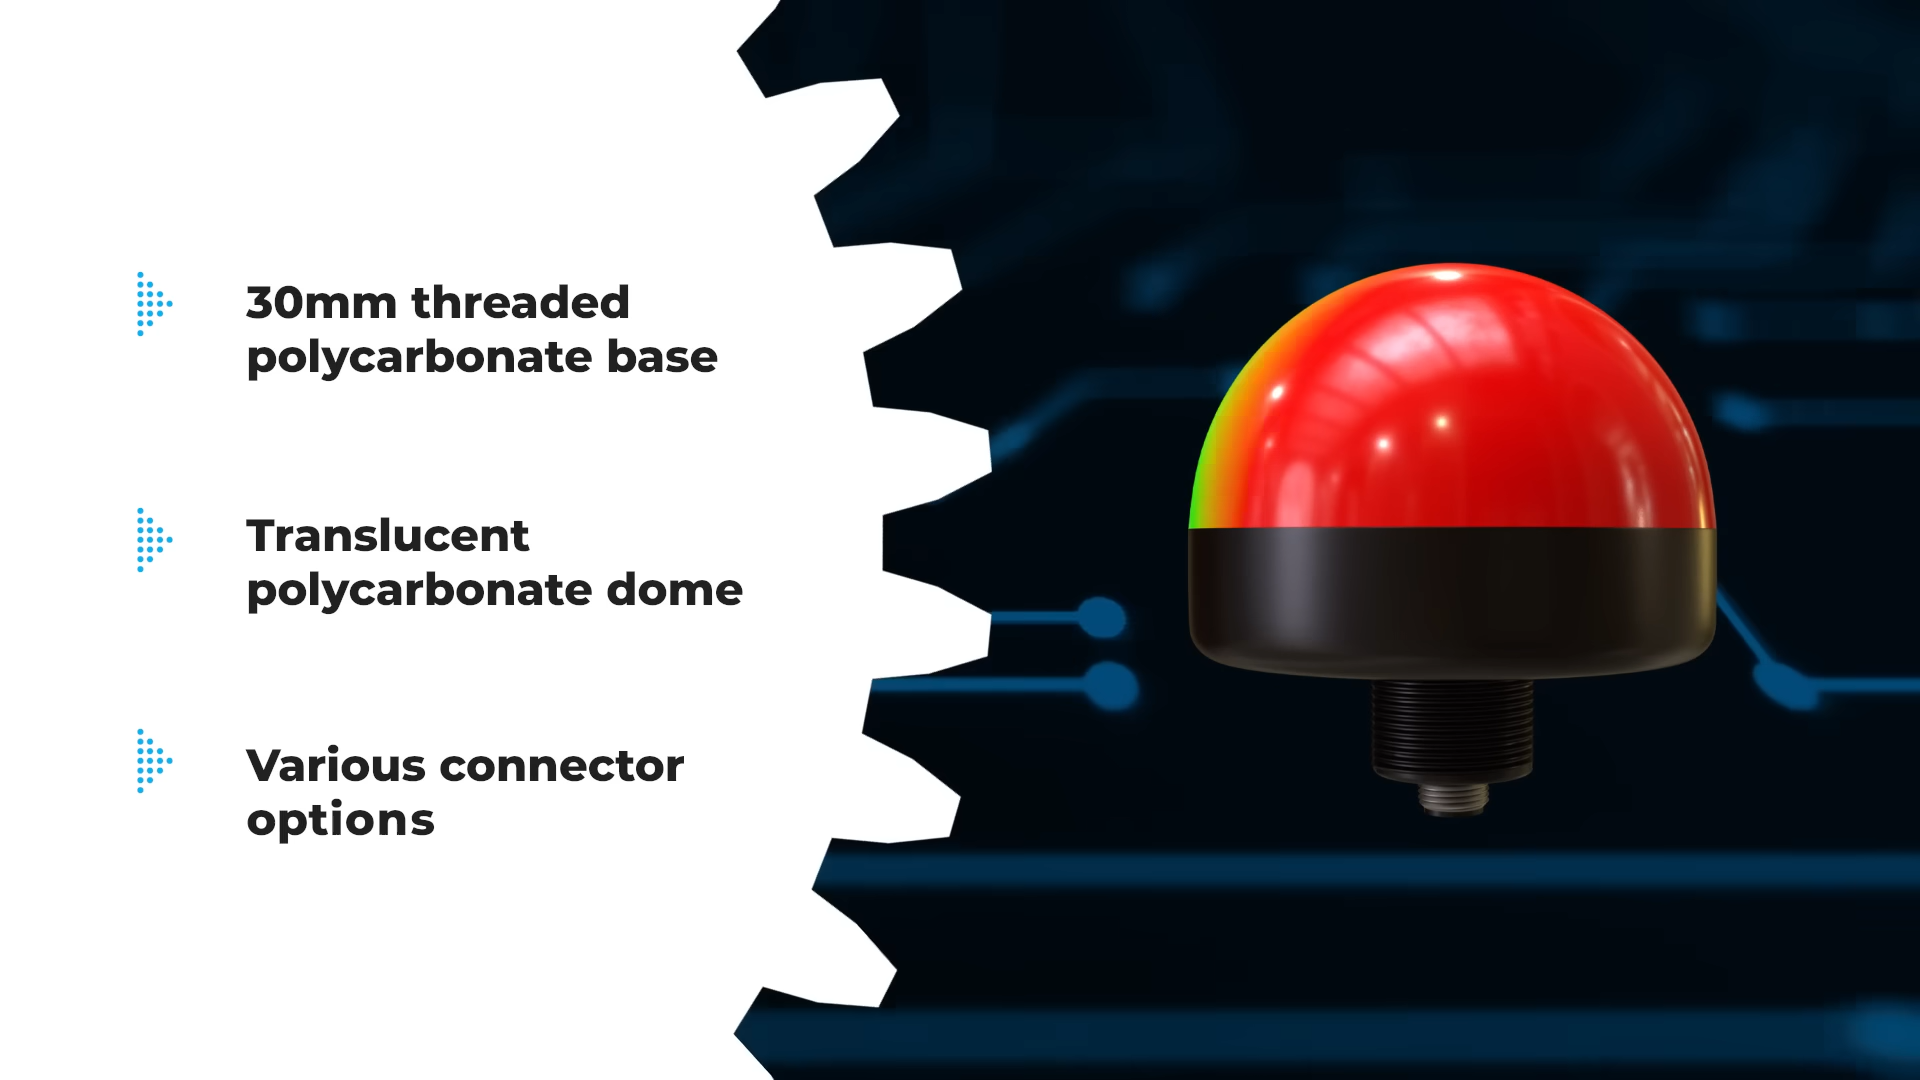 30mm threaded
polycarbonate base
Translucent
polycarbonate dome
Various connector
options